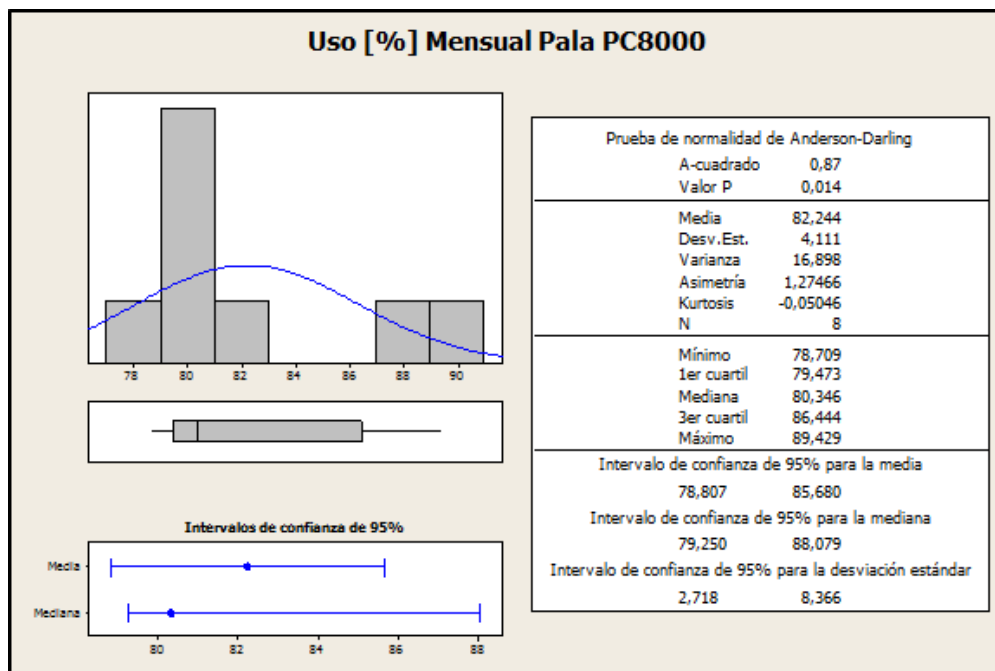 Uso [%] Mensual Pala PC8000
78 80 82 84 86 88 90
Intervalos de confianza de 95%
Media
Mediana
80 82 84 86 88
Prueba de normalidad de Anderson-Darling
A-cuadrado 0,87
Valor P 0,014
Media 82,244
Desv.Est. 4,111
Varianza 16,898
Asimetría 1,27466
Kurtosis -0,05046
N 8
Mínimo 78,709
1er cuartil 79,473
Mediana 80,346
3er cuartil 86,444
Máximo 89,429
Intervalo de confianza de 95% para la media
78,807 85,680
Intervalo de confianza de 95% para la mediana
79,250 88,079
Intervalo de confianza de 95% para la desviación estándar
2,718 8,366